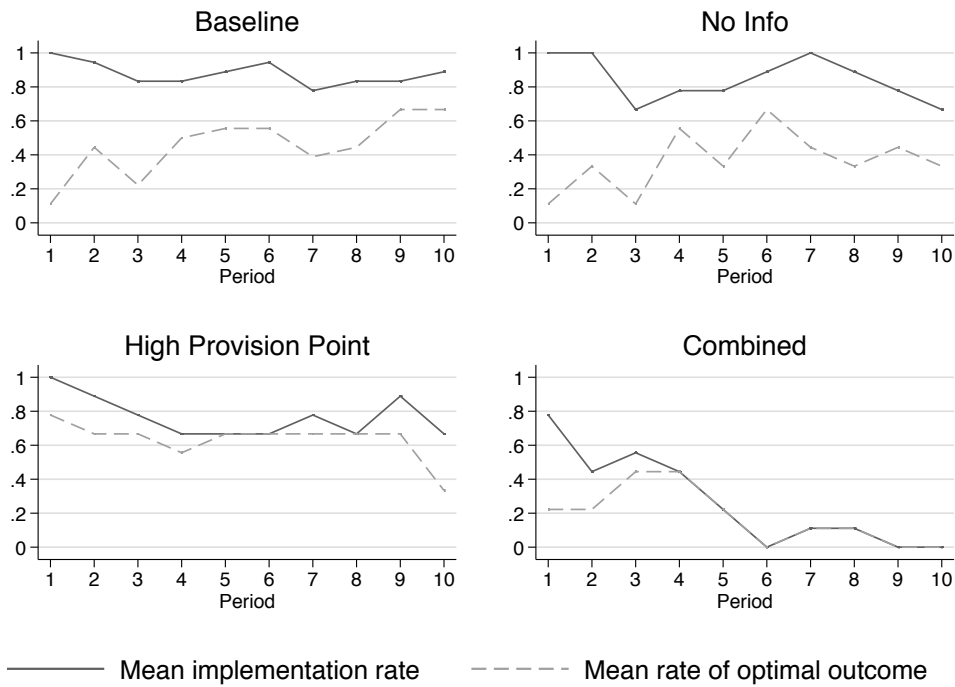 Baseline
1
.8
.6
.4
.2
0
1 2 3 4 5 6 7 8 9 10
Period
No Info
1
.8
.6
.4
.2
0
1 2 3 4 5 6 7 8 9 10
Period
High Provision Point
1
.8
.6
.4
.2
0
1 2 3 4 5 6 7 8 9 10
Period
Combined
1
.8
.6
.4
.2
0
1 2 3 4 5 6 7 8 9 10
Period
Mean implementation rate
Mean rate of optimal outcome